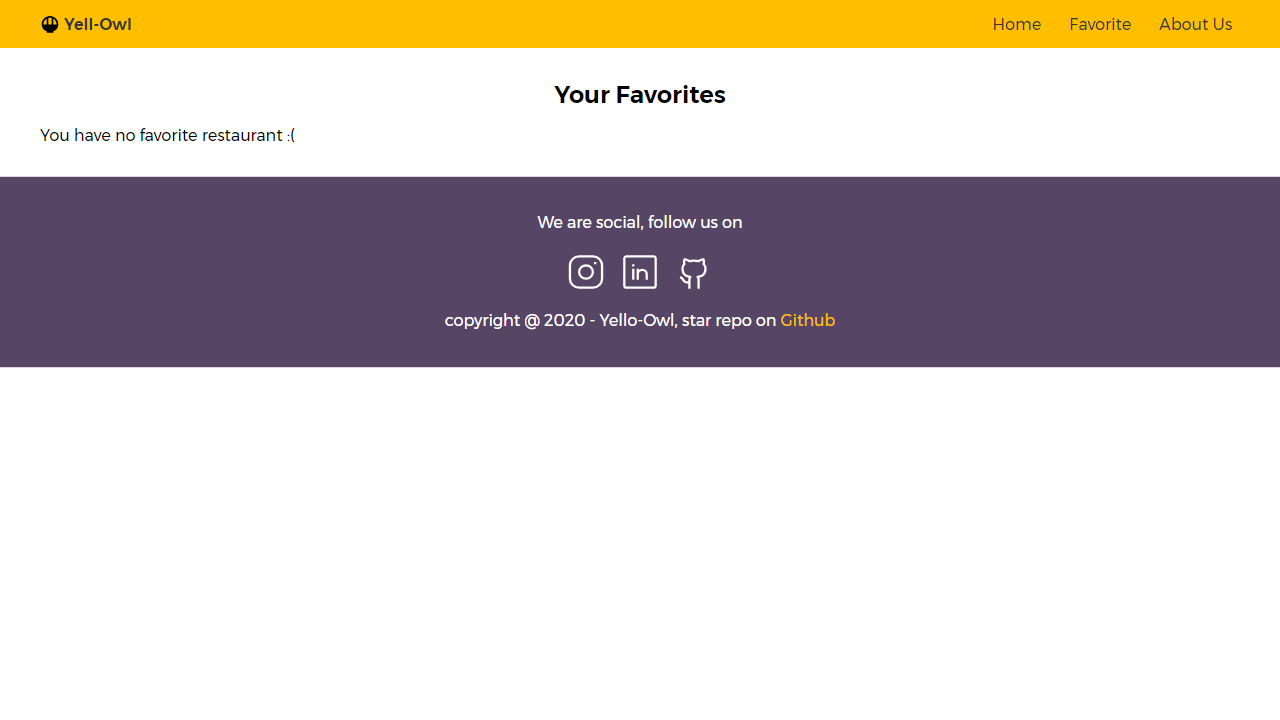 Yell-Owl
Home Favorite About Us
Your Favorites
You have no favorite restaurant :(
We are social, follow us on
copyright @ 2020 - Yello-Owl, star repo on Github